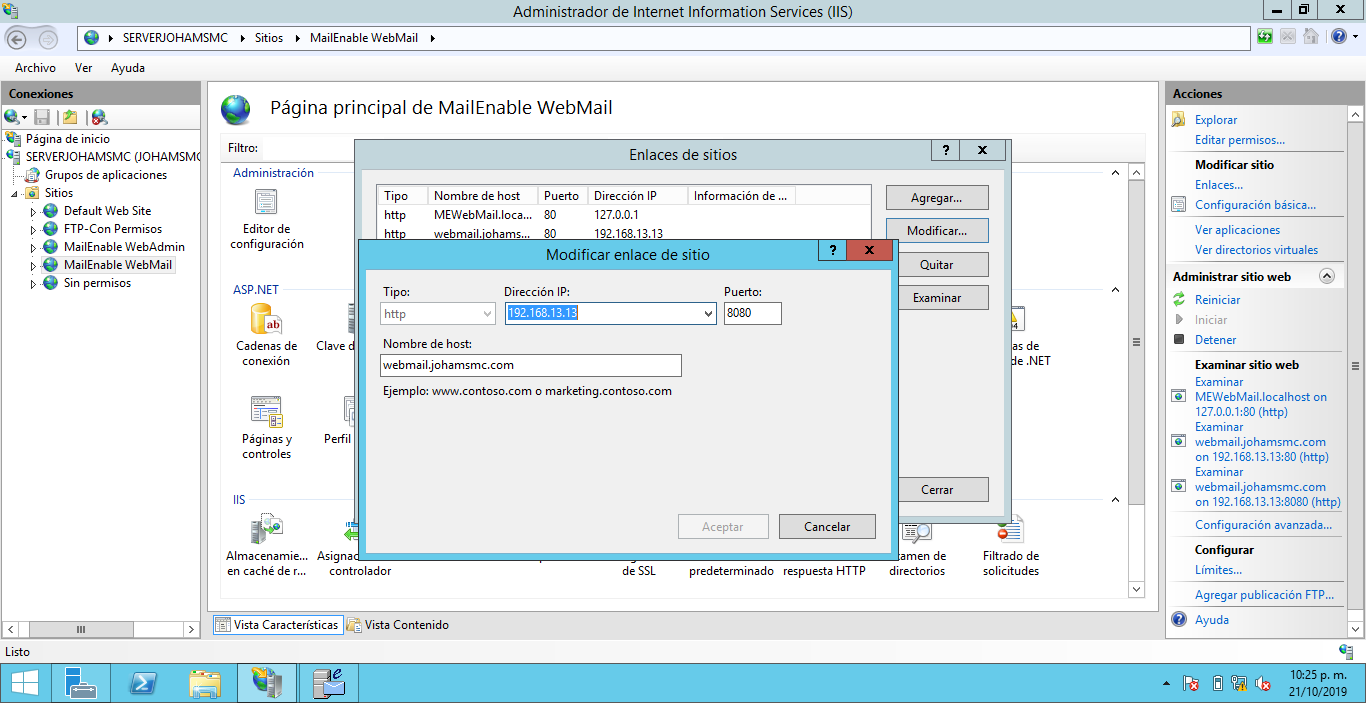 Administrador de Internet Information Services (IIS)
SERVERJOHAMSMC
Sitios
MailEnable WebMail
Archivo
Ver
Ayuda
Conexiones
Página de inicio
SERVERJOHAMSMC (JOHAMSMC
Grupos de aplicaciones
Sitios
Default Web Site
FTP-Con Permisos
MailEnable WebAdmin
MailEnable WebMail
Sin permisos
Página principal de MailEnable WebMail
Filtro:
Administración
Editor de
configuración
ASP.NET
Cadenas de
conexión
Clave d
as de
de .NET
Páginas y
controles
Perfil
IIS
Almacenamie...
en caché de r...
Asigna
controlador
de SSL
predeterminado
respuesta HTTP
amen de
directorios
Filtrado de
solicitudes
Vista Características
Vista Contenido
Enlaces de sitios
?
X
Tipo
Nombre de host
Puerto
Dirección IP
Información de ...
http
MEWebMail.loca...
80
127.0.0.1
http
webmail.johams...
80
192.168.13.13
Agregar...
Modificar...
Quitar
Examinar
Cerrar
Modificar enlace de sitio
?
X
Tipo:
Dirección IP:
Puerto:
http
192.168.13.13
8080
Nombre de host:
webmail.johamsmc.com
Ejemplo: www.contoso.com o marketing.contoso.com
Aceptar
Cancelar
Acciones
Explorar
Editar permisos...
Modificar sitio
Enlaces...
Configuración básica...
Ver aplicaciones
Ver directorios virtuales
Administrar sitio web
Reiniciar
Iniciar
Detener
Examinar sitio web
Examinar
MEWebMail.localhost on
127.0.0.1:80 (http)
Examinar
webmail.johamsmc.com
on 192.168.13.13:80 (http)
Examinar
webmail.johamsmc.com
on 192.168.13.13:8080 (http)
Configuración avanzada...
Configurar
Límites...
Agregar publicación FTP...
Ayuda
Listo
10:25 p. m.
21/10/2019